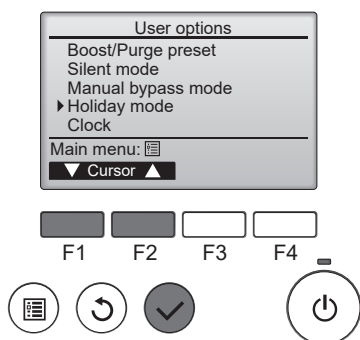 User options
Boost/Purge preset
Silent mode
Manual bypass mode
Holiday mode
Clock
Main menu:
Cursor
F1 F2 F3 F4